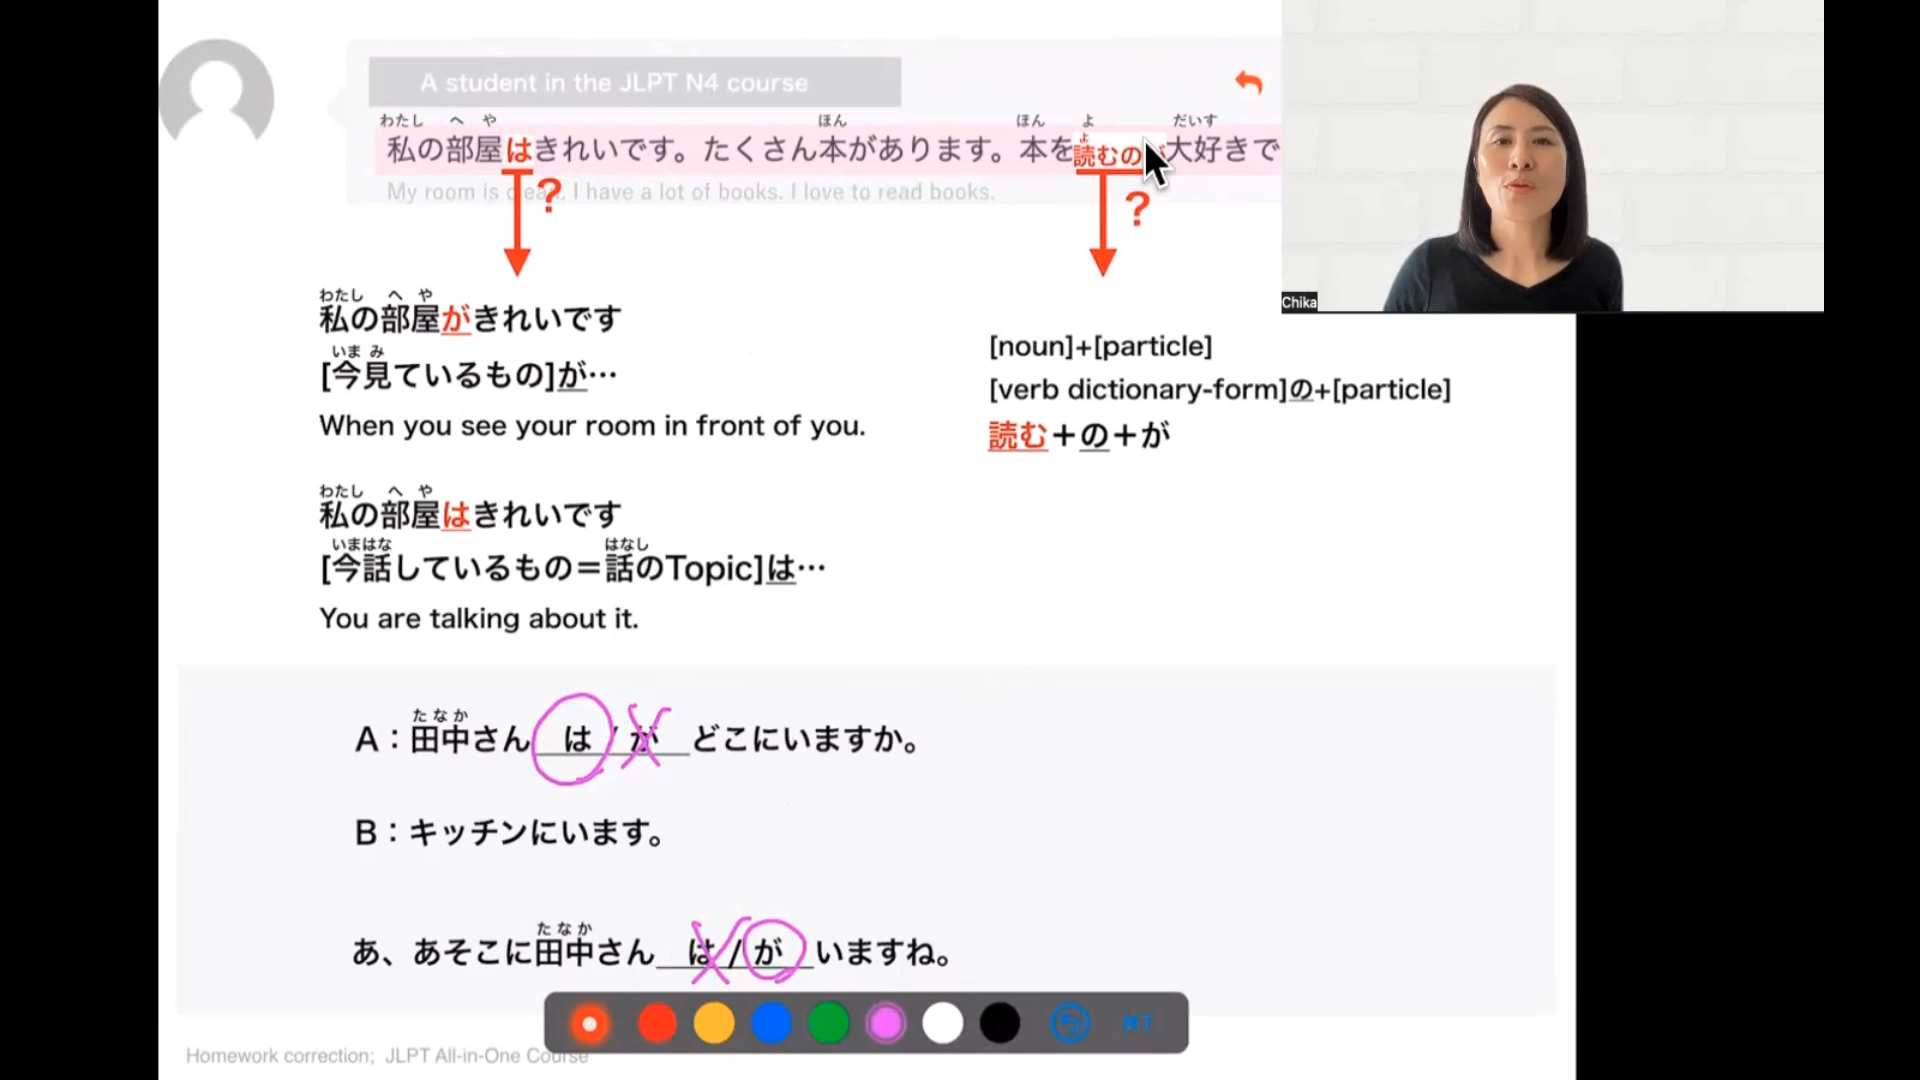 A student in the JLPT N4 course
わたし へ や ほん ほん よ だいす
私の部屋はきれいです。たくさん本があります。本を読むのが大好きで
My room is clean. I have a lot of books. I love to read books.
? ?
わたし へ や
私の部屋がきれいです
いま み
[今見ているもの]が…
When you see your room in front of you.
わたし へ や
私の部屋はきれいです
いまはな はなし
[今話しているもの＝話のTopic]は…
You are talking about it.
[noun]+[particle]
[verb dictionary-form]の+[particle]
読む＋の＋が
Chika
たなか
A：田中さん は / が どこにいますか。
B：キッチンにいます。
たなか
あ、あそこに田中さん は / が いますね。
Homework correction; JLPT All-in-One Course